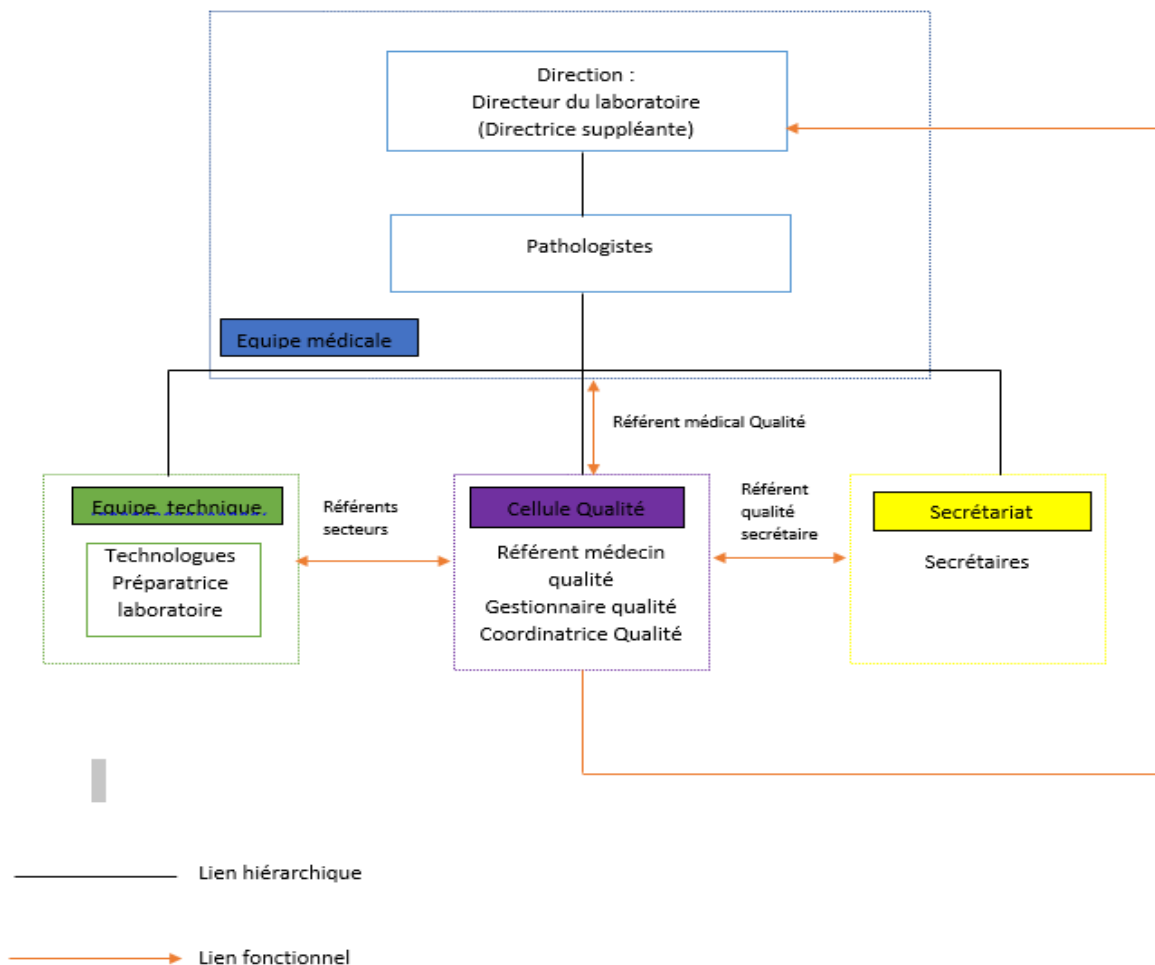 Direction :
Directeur du laboratoire
(Directrice suppléante)
Pathologistes
Equipe médicale
Référent médical Qualité
Equipe technique
Technologues
Préparatrice
laboratoire
Référents
secteurs
Cellule Qualité
Référent médecin
qualité
Gestionnaire qualité
Coordinatrice Qualité
Référent
qualité
secrétaire
Secrétariat
Secrétaires
Lien hiérarchique
Lien fonctionnel